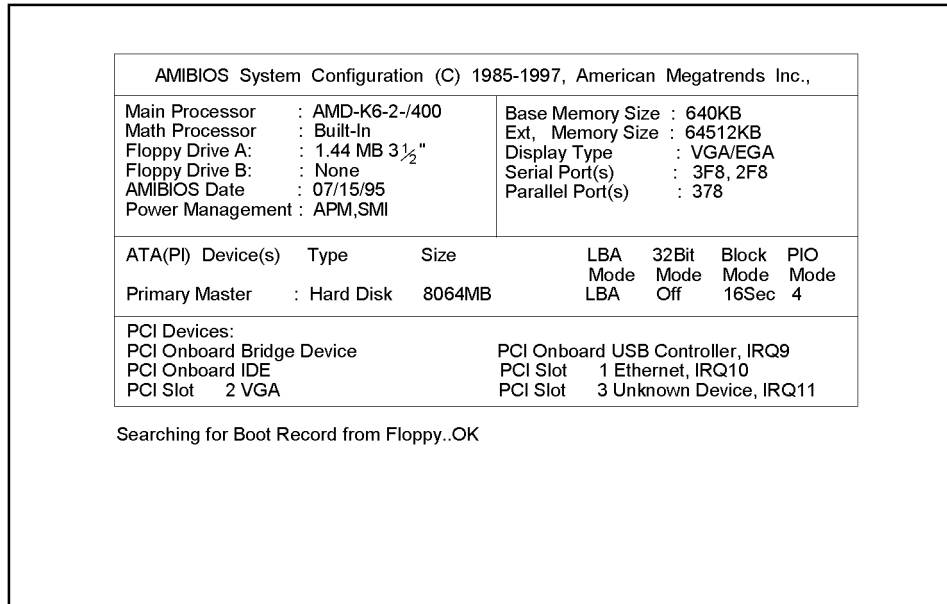 AMIBIOS System Configuration (C) 1985-1997, American Megatrends Inc.,
Main Processor : AMD-K6-2-/400
Math Processor : Built-In
Floppy Drive A: : 1.44 MB 3½"
Floppy Drive B: : None
AMIBIOS Date : 07/15/95
Power Management : APM,SMI
Base Memory Size : 640KB
Ext, Memory Size : 64512KB
Display Type : VGA/EGA
Serial Port(s) : 3F8, 2F8
Parallel Port(s) : 378
ATA(PI) Device(s) Type Size LBA 32Bit Block PIO
Mode Mode Mode Mode
Primary Master : Hard Disk 8064MB LBA Off 16Sec 4
PCI Devices:
PCI Onboard Bridge Device PCI Onboard USB Controller, IRQ9
PCI Onboard IDE PCI Slot 1 Ethernet, IRQ10
PCI Slot 2 VGA PCI Slot 3 Unknown Device, IRQ11
Searching for Boot Record from Floppy..OK